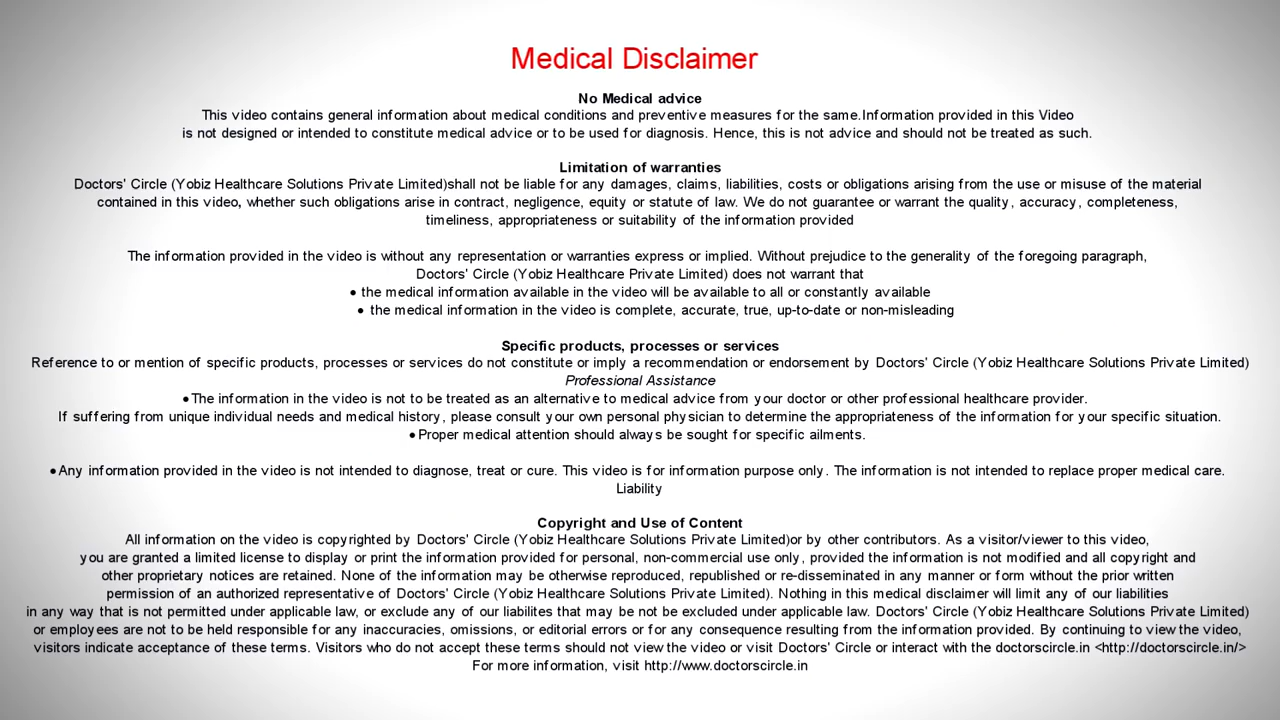 Medical Disclaimer
No Medical advice
This video contains general information about medical conditions and preventive measures for the same.Information provided in this Video
is not designed or intended to constitute medical advice or to be used for diagnosis. Hence, this is not advice and should not be treated as such.
Limitation of warranties
Doctors' Circle (Yobiz Healthcare Solutions Private Limited)shall not be liable for any damages, claims, liabilities, costs or obligations arising from the use or misuse of the material
contained in this video, whether such obligations arise in contract, negligence, equity or statute of law. We do not guarantee or warrant the quality, accuracy, completeness,
timeliness, appropriateness or suitability of the information provided
The information provided in the video is without any representation or warranties express or implied. Without prejudice to the generality of the foregoing paragraph,
Doctors' Circle (Yobiz Healthcare Private Limited) does not warrant that
• the medical information available in the video will be available to all or constantly available
• the medical information in the video is complete, accurate, true, up-to-date or non-misleading
Specific products, processes or services
Reference to or mention of specific products, processes or services do not constitute or imply a recommendation or endorsement by Doctors' Circle (Yobiz Healthcare Solutions Private Limited)
Professional Assistance
•The information in the video is not to be treated as an alternative to medical advice from your doctor or other professional healthcare provider.
If suffering from unique individual needs and medical history, please consult your own personal physician to determine the appropriateness of the information for your specific situation.
•Proper medical attention should always be sought for specific ailments.
•Any information provided in the video is not intended to diagnose, treat or cure. This video is for information purpose only. The information is not intended to replace proper medical care.
Liability
Copyright and Use of Content
All information on the video is copyrighted by Doctors' Circle (Yobiz Healthcare Solutions Private Limited)or by other contributors. As a visitor/viewer to this video,
you are granted a limited license to display or print the information provided for personal, non-commercial use only, provided the information is not modified and all copyright and
other proprietary notices are retained. None of the information may be otherwise reproduced, republished or re-disseminated in any manner or form without the prior written
permission of an authorized representative of Doctors' Circle (Yobiz Healthcare Solutions Private Limited). Nothing in this medical disclaimer will limit any of our liabilities
in any way that is not permitted under applicable law, or exclude any of our liabilites that may be not be excluded under applicable law. Doctors' Circle (Yobiz Healthcare Solutions Private Limited)
or employees are not to be held responsible for any inaccuracies, omissions, or editorial errors or for any consequence resulting from the information provided. By continuing to view the video,
visitors indicate acceptance of these terms. Visitors who do not accept these terms should not view the video or visit Doctors' Circle or interact with the doctorscircle.in <http://doctorscircle.in/>
For more information, visit http://www.doctorscircle.in